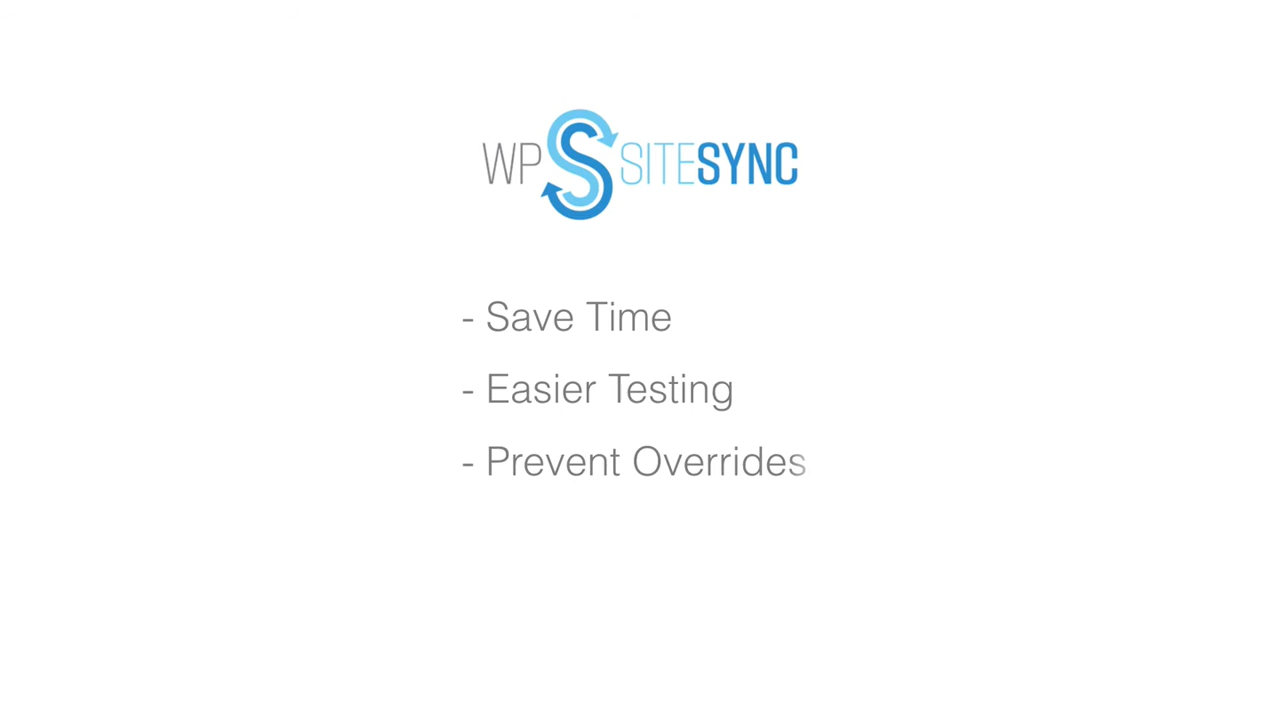 WP S SITESYNC
- Save Time
- Easier Testing
- Prevent Overrides